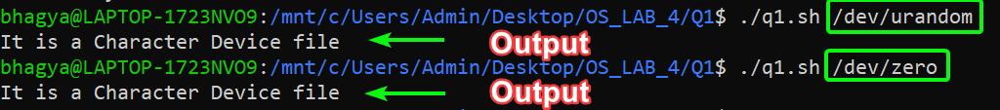 bhagya@LAPTOP-1723NVO9:/mnt/c/Users/Admin/Desktop/OS_LAB_4/Q1$ ./q1.sh /dev/urandom
It is a Character Device file Output
bhagya@LAPTOP-1723NVO9:/mnt/c/Users/Admin/Desktop/OS_LAB_4/Q1$ ./q1.sh /dev/zero
It is a Character Device file Output